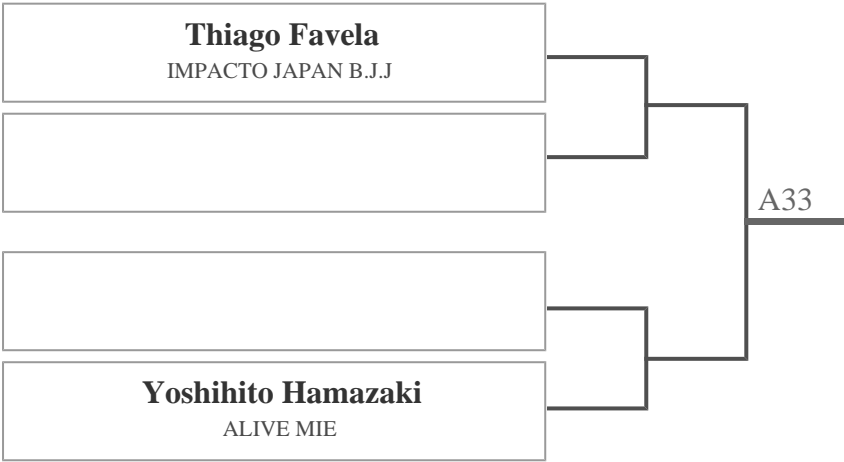 Thiago Favela
IMPACTO JAPAN B.J.J
A33
Yoshihito Hamazaki
ALIVE MIE